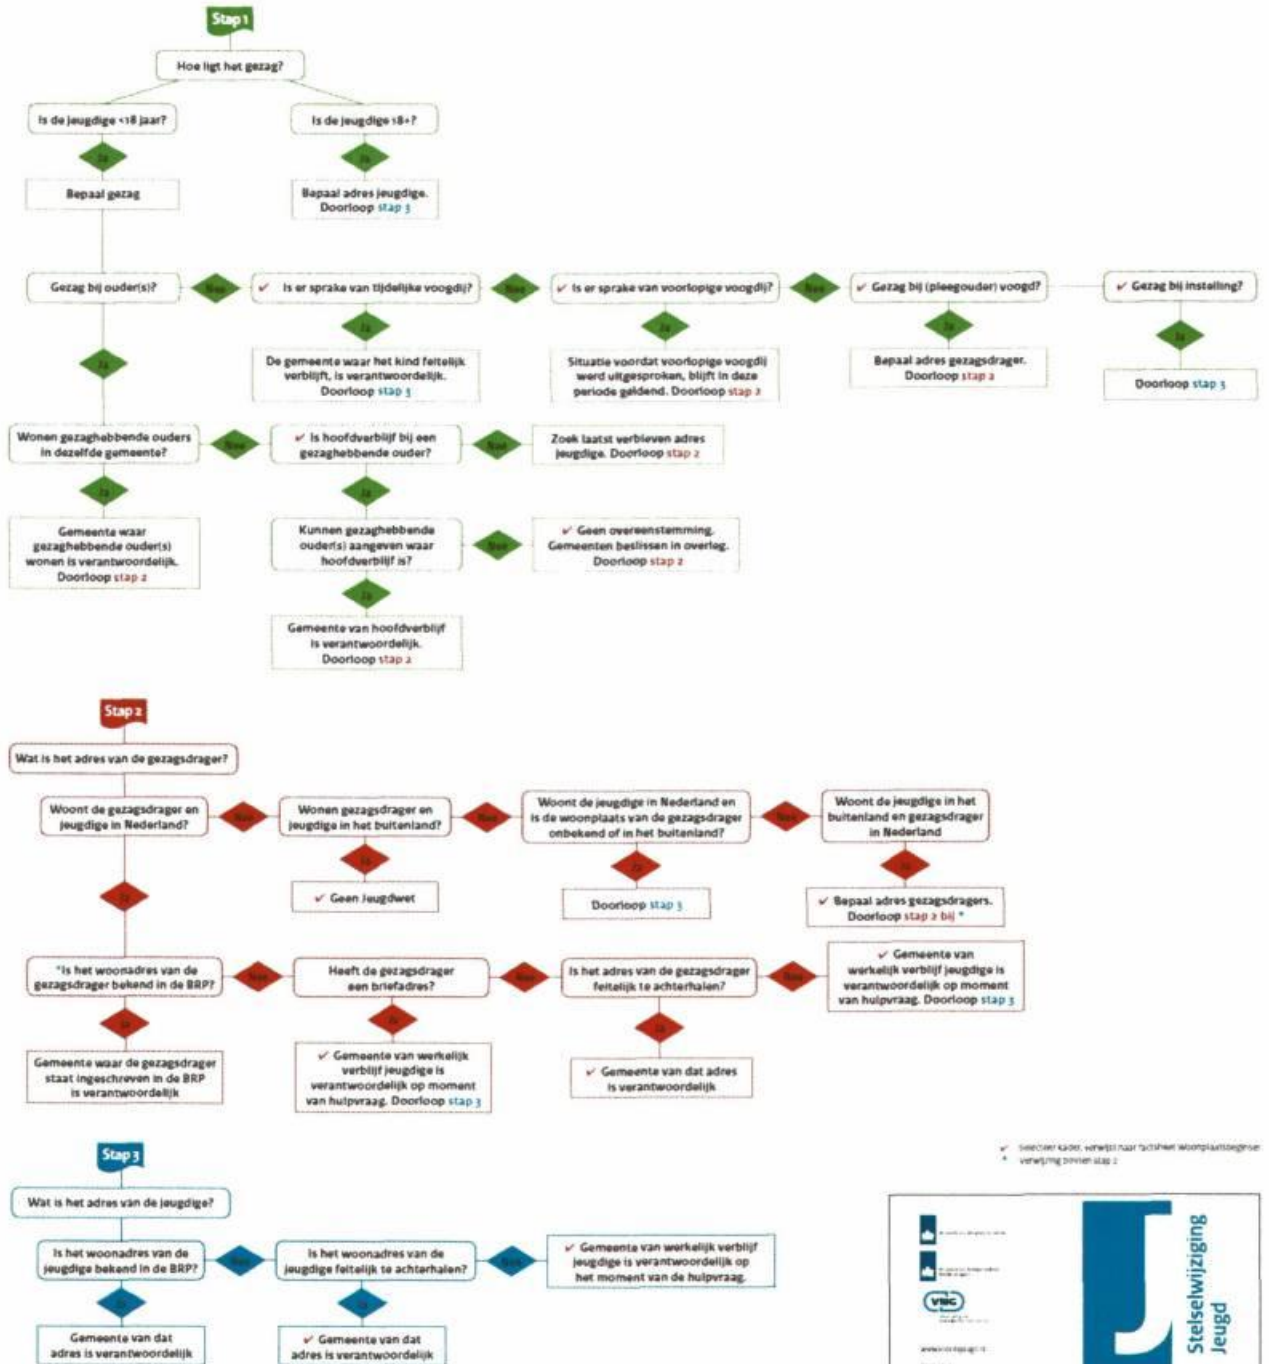 Stap 1
Hoe ligt het gezag?
Is de jeugdige <18 jaar?
Is de jeugdige 18+?
Ja
Ja
Bepaal gezag
Bepaal adres jeugdige.
Doorloop stap 3
Gezag bij ouder(s)?
Nee
✓ Is er sprake van tijdelijke voogdij?
Nee
✓ Is er sprake van voorlopige voogdij?
Nee
✓ Gezag bij (pleegouder) voogd?
✓ Gezag bij instelling?
Ja
Ja
Ja
Ja
Ja
De gemeente waar het kind feitelijk
verblijft, is verantwoordelijk.
Doorloop stap 3
Situatie voordat voorlopige voogdij
werd uitgesproken, blijft in deze
periode geldend. Doorloop stap 2
Bepaal adres gezagsdrager.
Doorloop stap 2
Doorloop stap 3
Wonen gezaghebbende ouders
in dezelfde gemeente?
Nee
✓ Is hoofdverblijf bij een
gezaghebbende ouder?
Nee
Zoek laatst verbleven adres
jeugdige. Doorloop stap 2
Ja
Ja
Gemeente waar
gezaghebbende ouder(s)
wonen is verantwoordelijk.
Doorloop stap 2
Kunnen gezaghebbende
ouder(s) aangeven waar
hoofdverblijf is?
Nee
✓ Geen overeenstemming.
Gemeenten beslissen in overleg.
Doorloop stap 2
Ja
Gemeente van hoofdverblijf
is verantwoordelijk.
Doorloop stap 2
Stap 2
Wat is het adres van de gezagsdrager?
Woont de gezagsdrager en
jeugdige in Nederland?
Nee
Wonen gezagsdrager en
jeugdige in het buitenland?
Nee
Woont de jeugdige in Nederland en
is de woonplaats van de gezagsdrager
onbekend of in het buitenland?
Nee
Woont de jeugdige in het
buitenland en gezagsdrager
in Nederland
Ja
Ja
Ja
Ja
✓ Geen Jeugdwet
Doorloop stap 3
✓ Bepaal adres gezagsdragers.
Doorloop stap 2 bij *
*Is het woonadres van de
gezagsdrager bekend in de BRP?
Nee
Heeft de gezagsdrager
een briefadres?
Nee
Is het adres van de gezagsdrager
feitelijk te achterhalen?
Nee
✓ Gemeente van
werkelijk verblijf jeugdige is
verantwoordelijk op moment
van hulpvraag. Doorloop stap 3
Ja
Ja
Ja
Gemeente waar de gezagsdrager
staat ingeschreven in de BRP
is verantwoordelijk
✓ Gemeente van werkelijk
verblijf jeugdige is
verantwoordelijk op moment
van hulpvraag. Doorloop stap 3
✓ Gemeente van dat adres
is verantwoordelijk
Stap 3
Wat is het adres van de jeugdige?
Is het woonadres van de
jeugdige bekend in de BRP?
Nee
Is het woonadres van de
jeugdige feitelijk te achterhalen?
Nee
✓ Gemeente van werkelijk verblijf
jeugdige is verantwoordelijk op
het moment van de hulpvraag.
Ja
Ja
Gemeente van dat
adres is verantwoordelijk
✓ Gemeente van dat
adres is verantwoordelijk
✓ Selecteer kader, verwijst naar factsheet woonplaatsbeginsel
* verwijzing binnen stap 2
VNG
Stelselwijziging
Jeugd